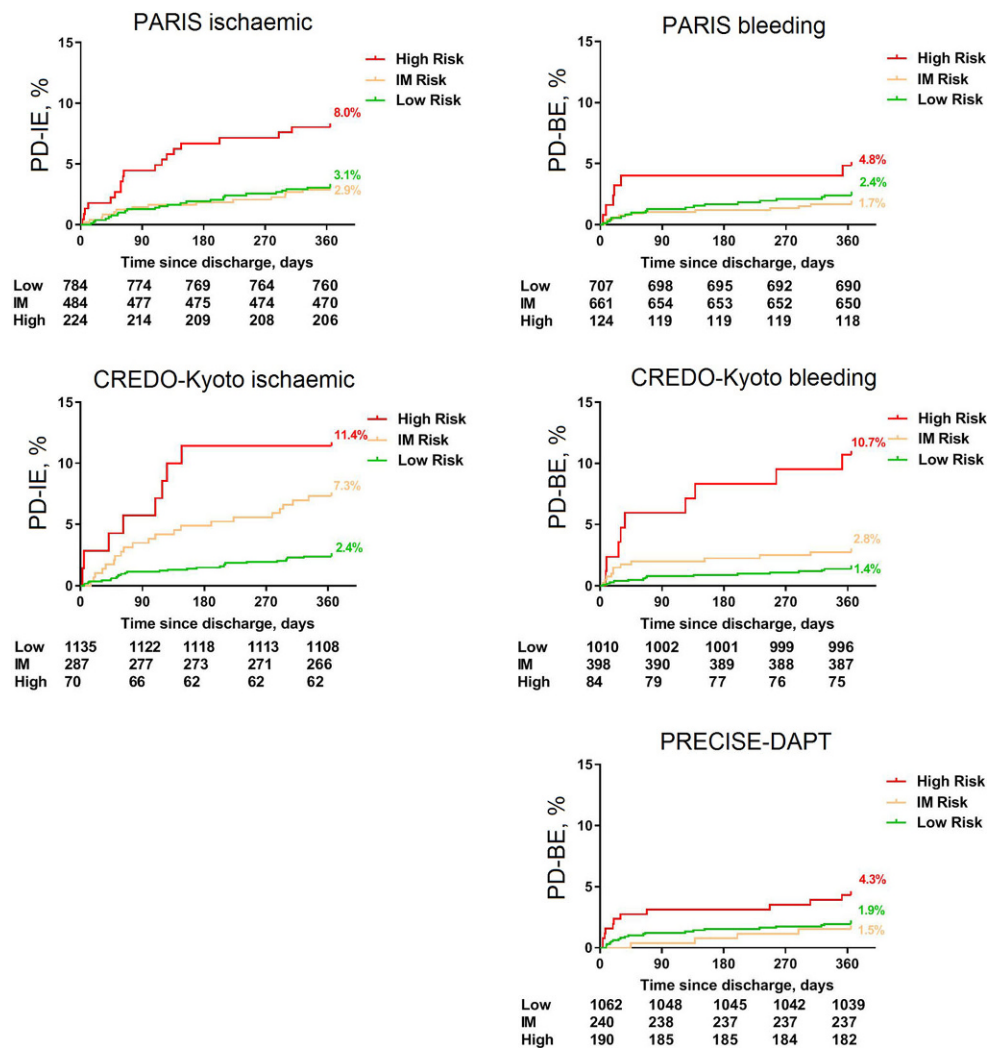 PARIS ischaemic
15
10
5
0
PD-IE, %
High Risk
IM Risk
Low Risk
8.0%
3.1%
2.9%
0 90 180 270 360
Time since discharge, days
Low 784 774 769 764 760
IM 484 477 475 474 470
High 224 214 209 208 206
PARIS bleeding
15
10
5
0
PD-BE, %
High Risk
IM Risk
Low Risk
4.8%
2.4%
1.7%
0 90 180 270 360
Time since discharge, days
Low 707 698 695 692 690
IM 661 654 653 652 650
High 124 119 119 119 118
CREDO-Kyoto ischaemic
15
10
5
0
PD-IE, %
High Risk
IM Risk
Low Risk
11.4%
7.3%
2.4%
0 90 180 270 360
Time since discharge, days
Low 1135 1122 1118 1113 1108
IM 287 277 273 271 266
High 70 66 62 62 62
CREDO-Kyoto bleeding
15
10
5
0
PD-BE, %
High Risk
IM Risk
Low Risk
10.7%
2.8%
1.4%
0 90 180 270 360
Time since discharge, days
Low 1010 1002 1001 999 996
IM 398 390 389 388 387
High 84 79 77 76 75
PRECISE-DAPT
15
10
5
0
PD-BE, %
High Risk
IM Risk
Low Risk
4.3%
1.9%
1.5%
0 90 180 270 360
Time since discharge, days
Low 1062 1048 1045 1042 1039
IM 240 238 237 237 237
High 190 185 185 184 182